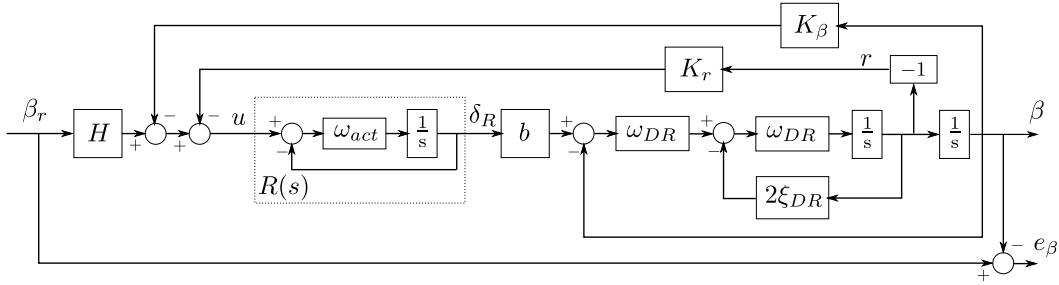 K_β
K_r
r
−1
β_r
H
u
ω_act
1/s
δ_R
b
ω_DR
ω_DR
1/s
1/s
β
R(s)
2ξ_DR
e_β